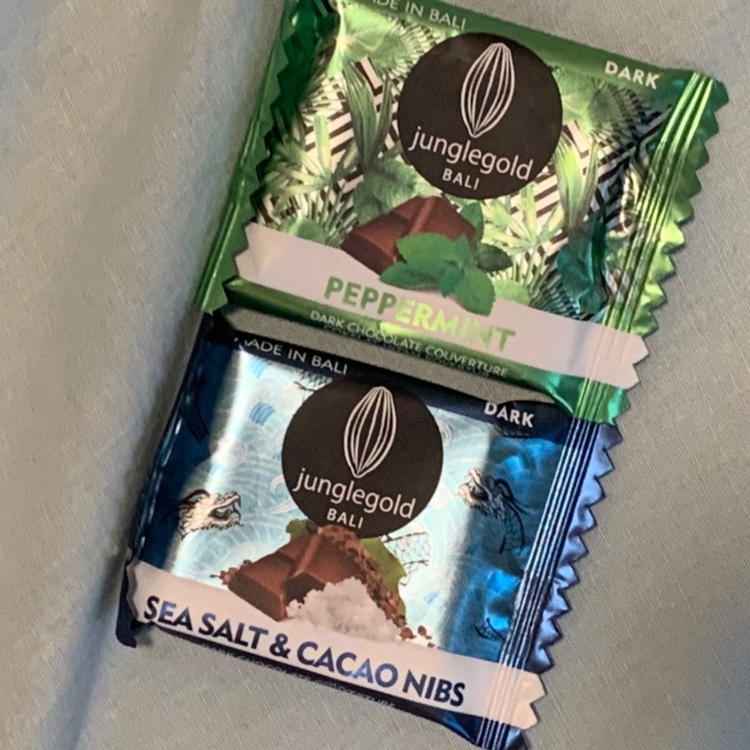 MADE IN BALI
DARK
junglegold
BALI
PEPPERMINT
DARK CHOCOLATE COUVERTURE
MADE IN BALI
DARK
junglegold
BALI
SEA SALT & CACAO NIBS